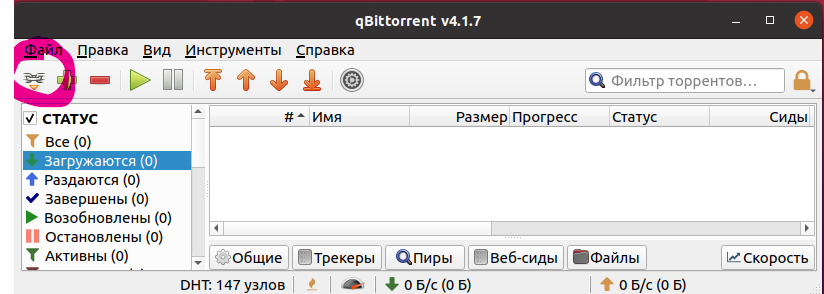 qBittorrent v4.1.7
Файл Правка Вид Инструменты Справка
Фильтр торрентов...
СТАТУС
# Имя Размер Прогресс Статус Сиды
Все (0)
Загружаются (0)
Раздаются (0)
Завершены (0)
Возобновлены (0)
Остановлены (0)
Активны (0)
Общие Трекеры Пиры Веб-сиды Файлы Скорость
DHT: 147 узлов 0 Б/с (0 Б) 0 Б/с (0 Б)